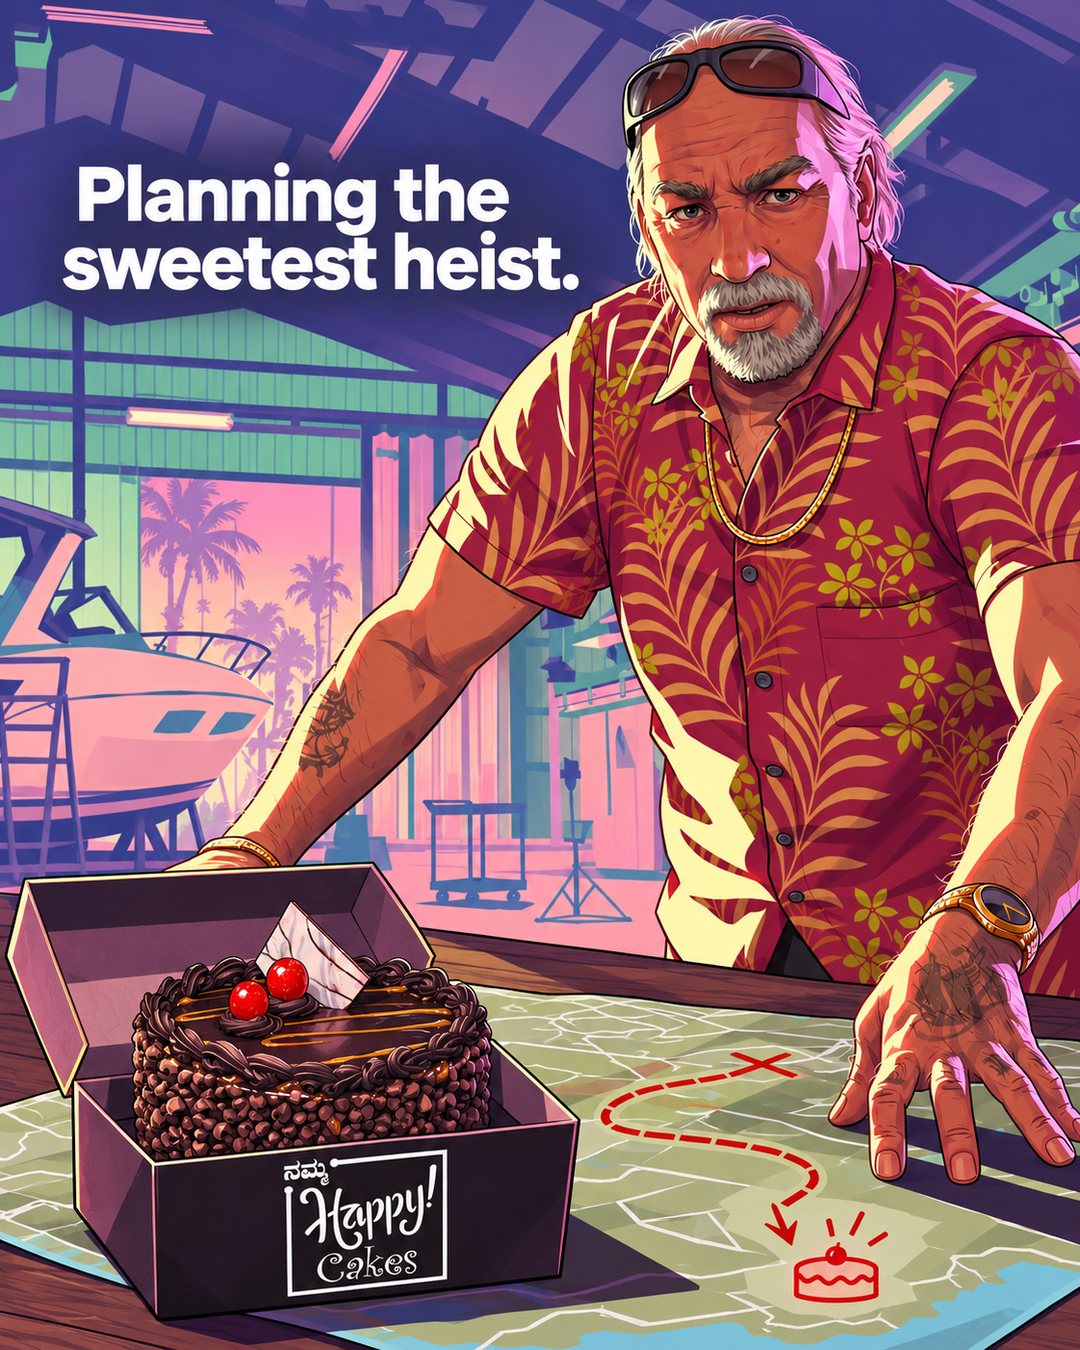 Planning the
sweetest heist.
ನಮ್ಮ
Happy!
Cakes